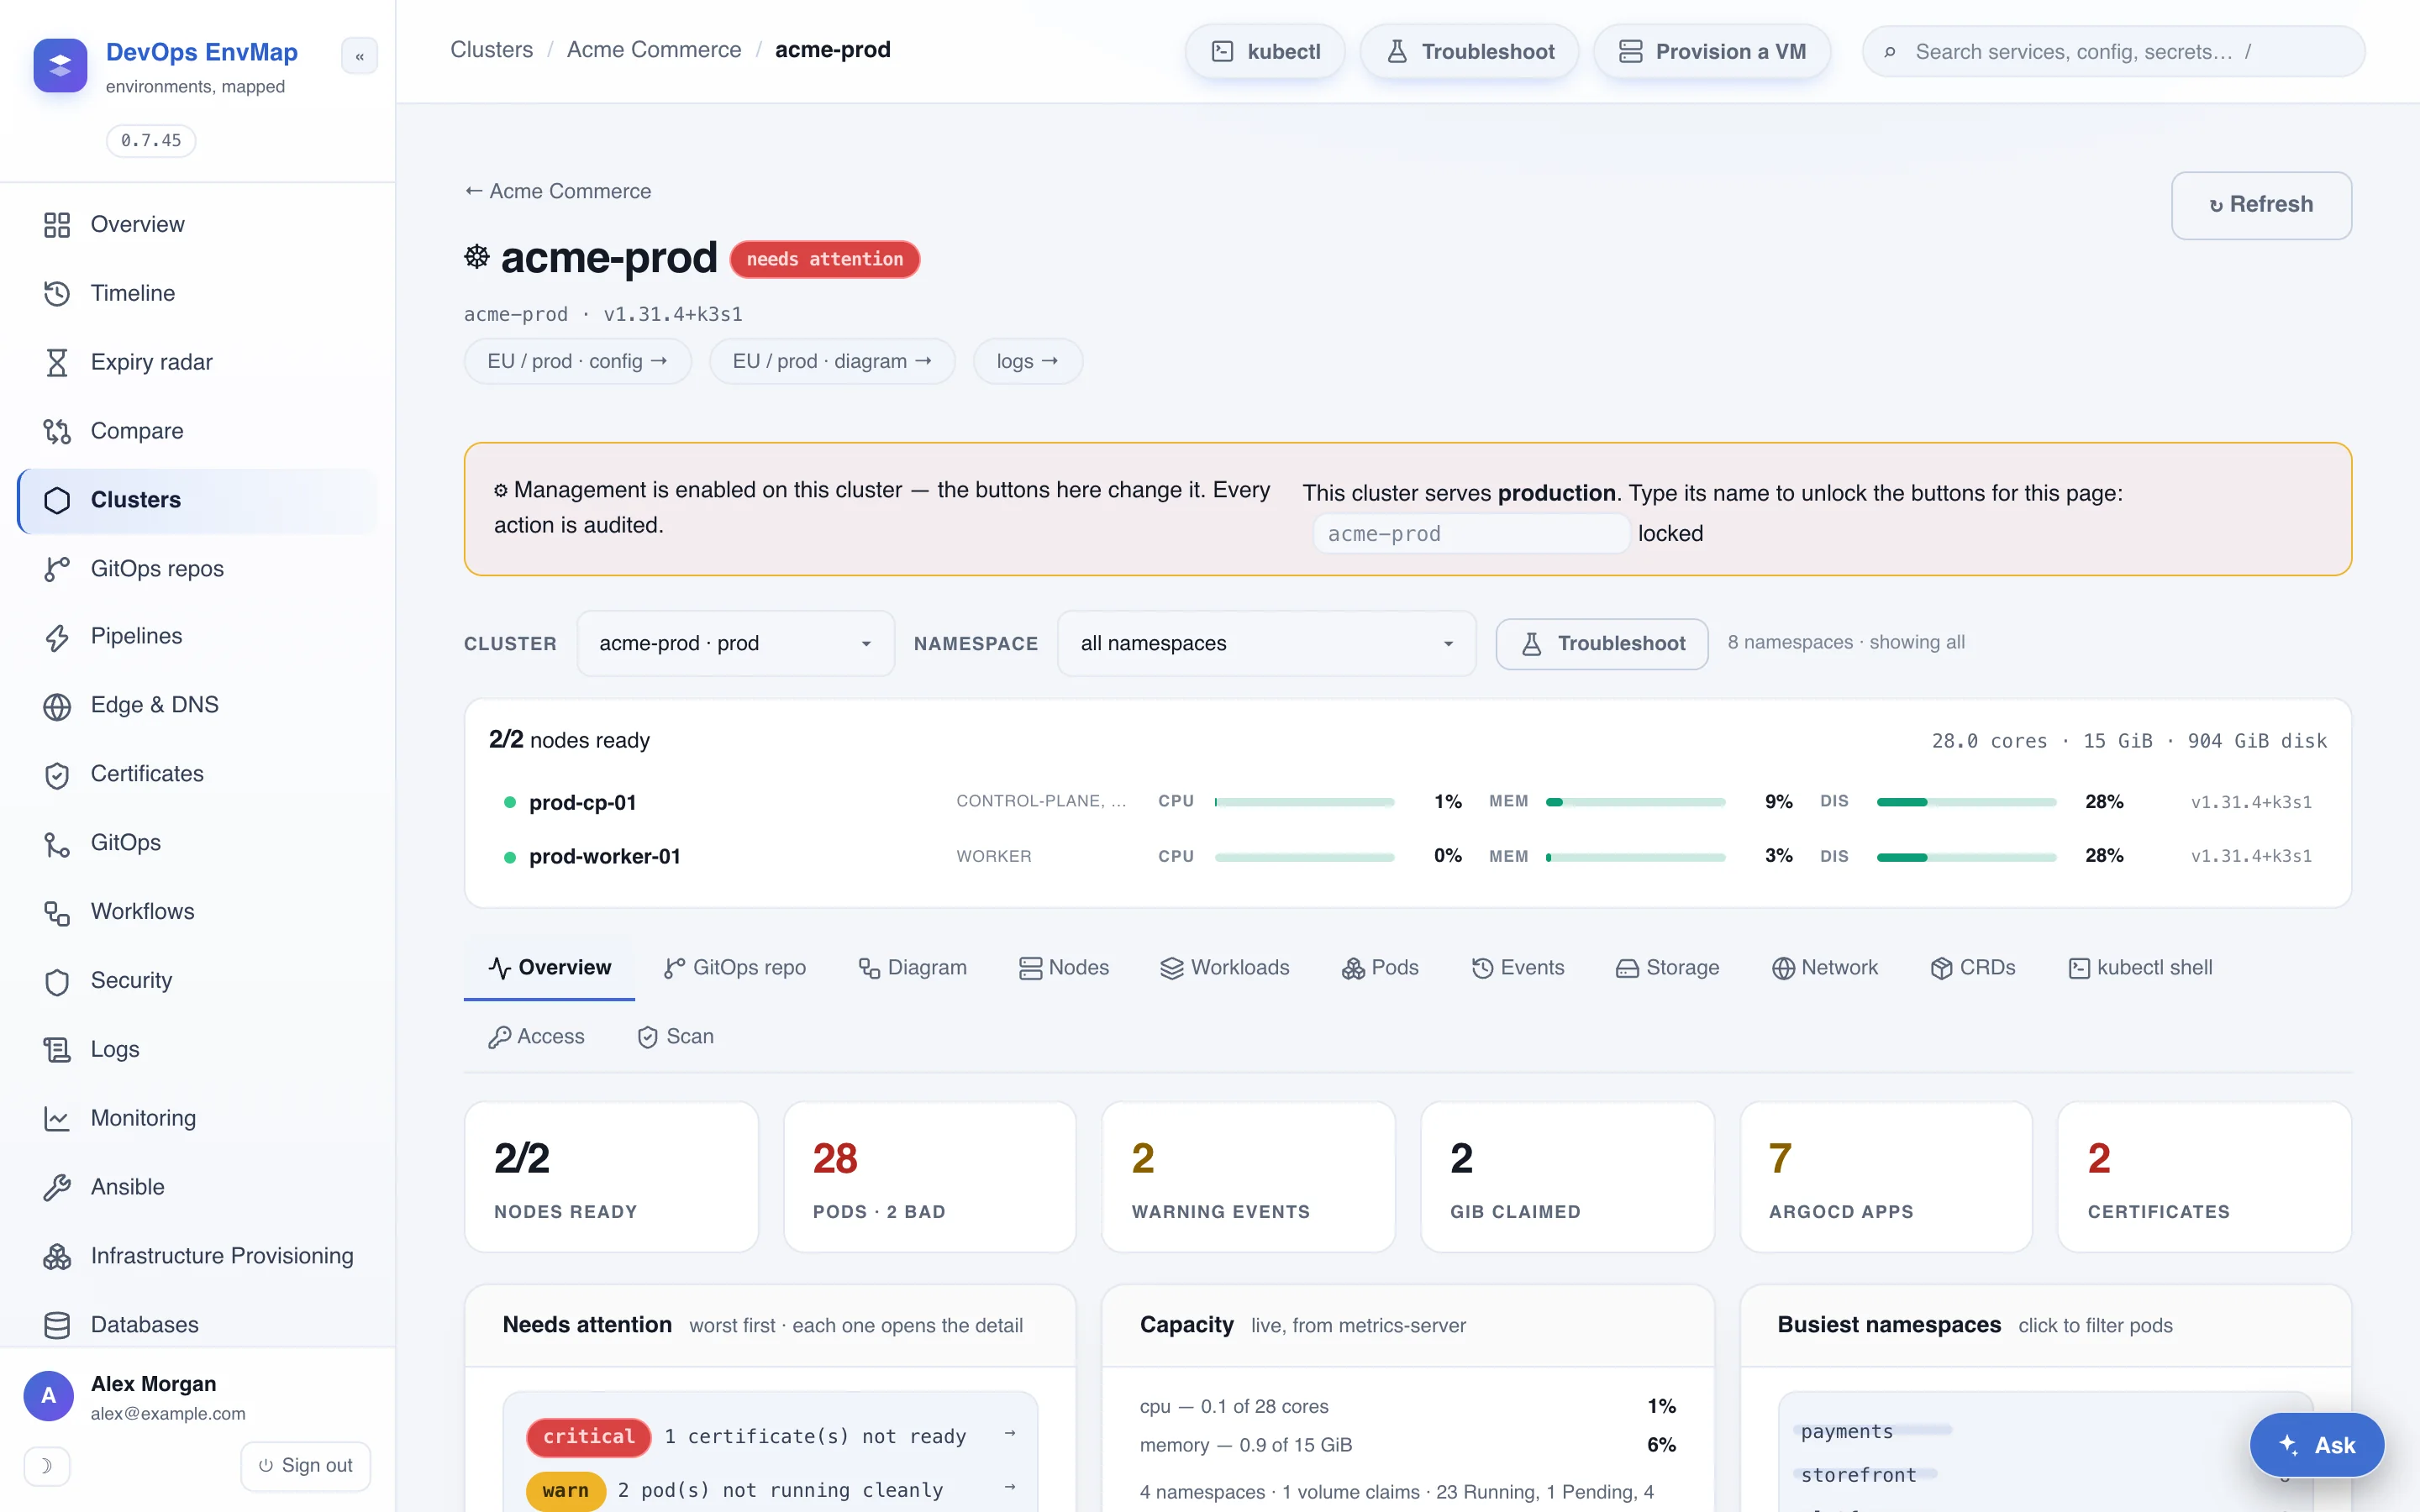 DevOps EnvMap
environments, mapped
«
0.7.45
Clusters / Acme Commerce / acme-prod
kubectl
Troubleshoot
Provision a VM
Search services, config, secrets… /
Overview
Timeline
Expiry radar
Compare
Clusters
GitOps repos
Pipelines
Edge & DNS
Certificates
GitOps
Workflows
Security
Logs
Monitoring
Ansible
Infrastructure Provisioning
Databases
A
Alex Morgan
alex@example.com
Sign out
← Acme Commerce
↻ Refresh
acme-prod needs attention
acme-prod · v1.31.4+k3s1
EU / prod · config →
EU / prod · diagram →
logs →
⚙ Management is enabled on this cluster — the buttons here change it. Every
action is audited.
This cluster serves production. Type its name to unlock the buttons for this page:
acme-prod locked
CLUSTER acme-prod · prod NAMESPACE all namespaces Troubleshoot 8 namespaces · showing all
2/2 nodes ready 28.0 cores · 15 GiB · 904 GiB disk
prod-cp-01 CONTROL-PLANE, … CPU 1% MEM 9% DIS 28% v1.31.4+k3s1
prod-worker-01 WORKER CPU 0% MEM 3% DIS 28% v1.31.4+k3s1
Overview GitOps repo Diagram Nodes Workloads Pods Events Storage Network CRDs kubectl shell
Access Scan
2/2
NODES READY
28
PODS · 2 BAD
2
WARNING EVENTS
2
GIB CLAIMED
7
ARGOCD APPS
2
CERTIFICATES
Needs attention worst first · each one opens the detail
critical 1 certificate(s) not ready →
warn 2 pod(s) not running cleanly →
Capacity live, from metrics-server
cpu — 0.1 of 28 cores 1%
memory — 0.9 of 15 GiB 6%
4 namespaces · 1 volume claims · 23 Running, 1 Pending, 4
Busiest namespaces click to filter pods
payments
storefront
Ask